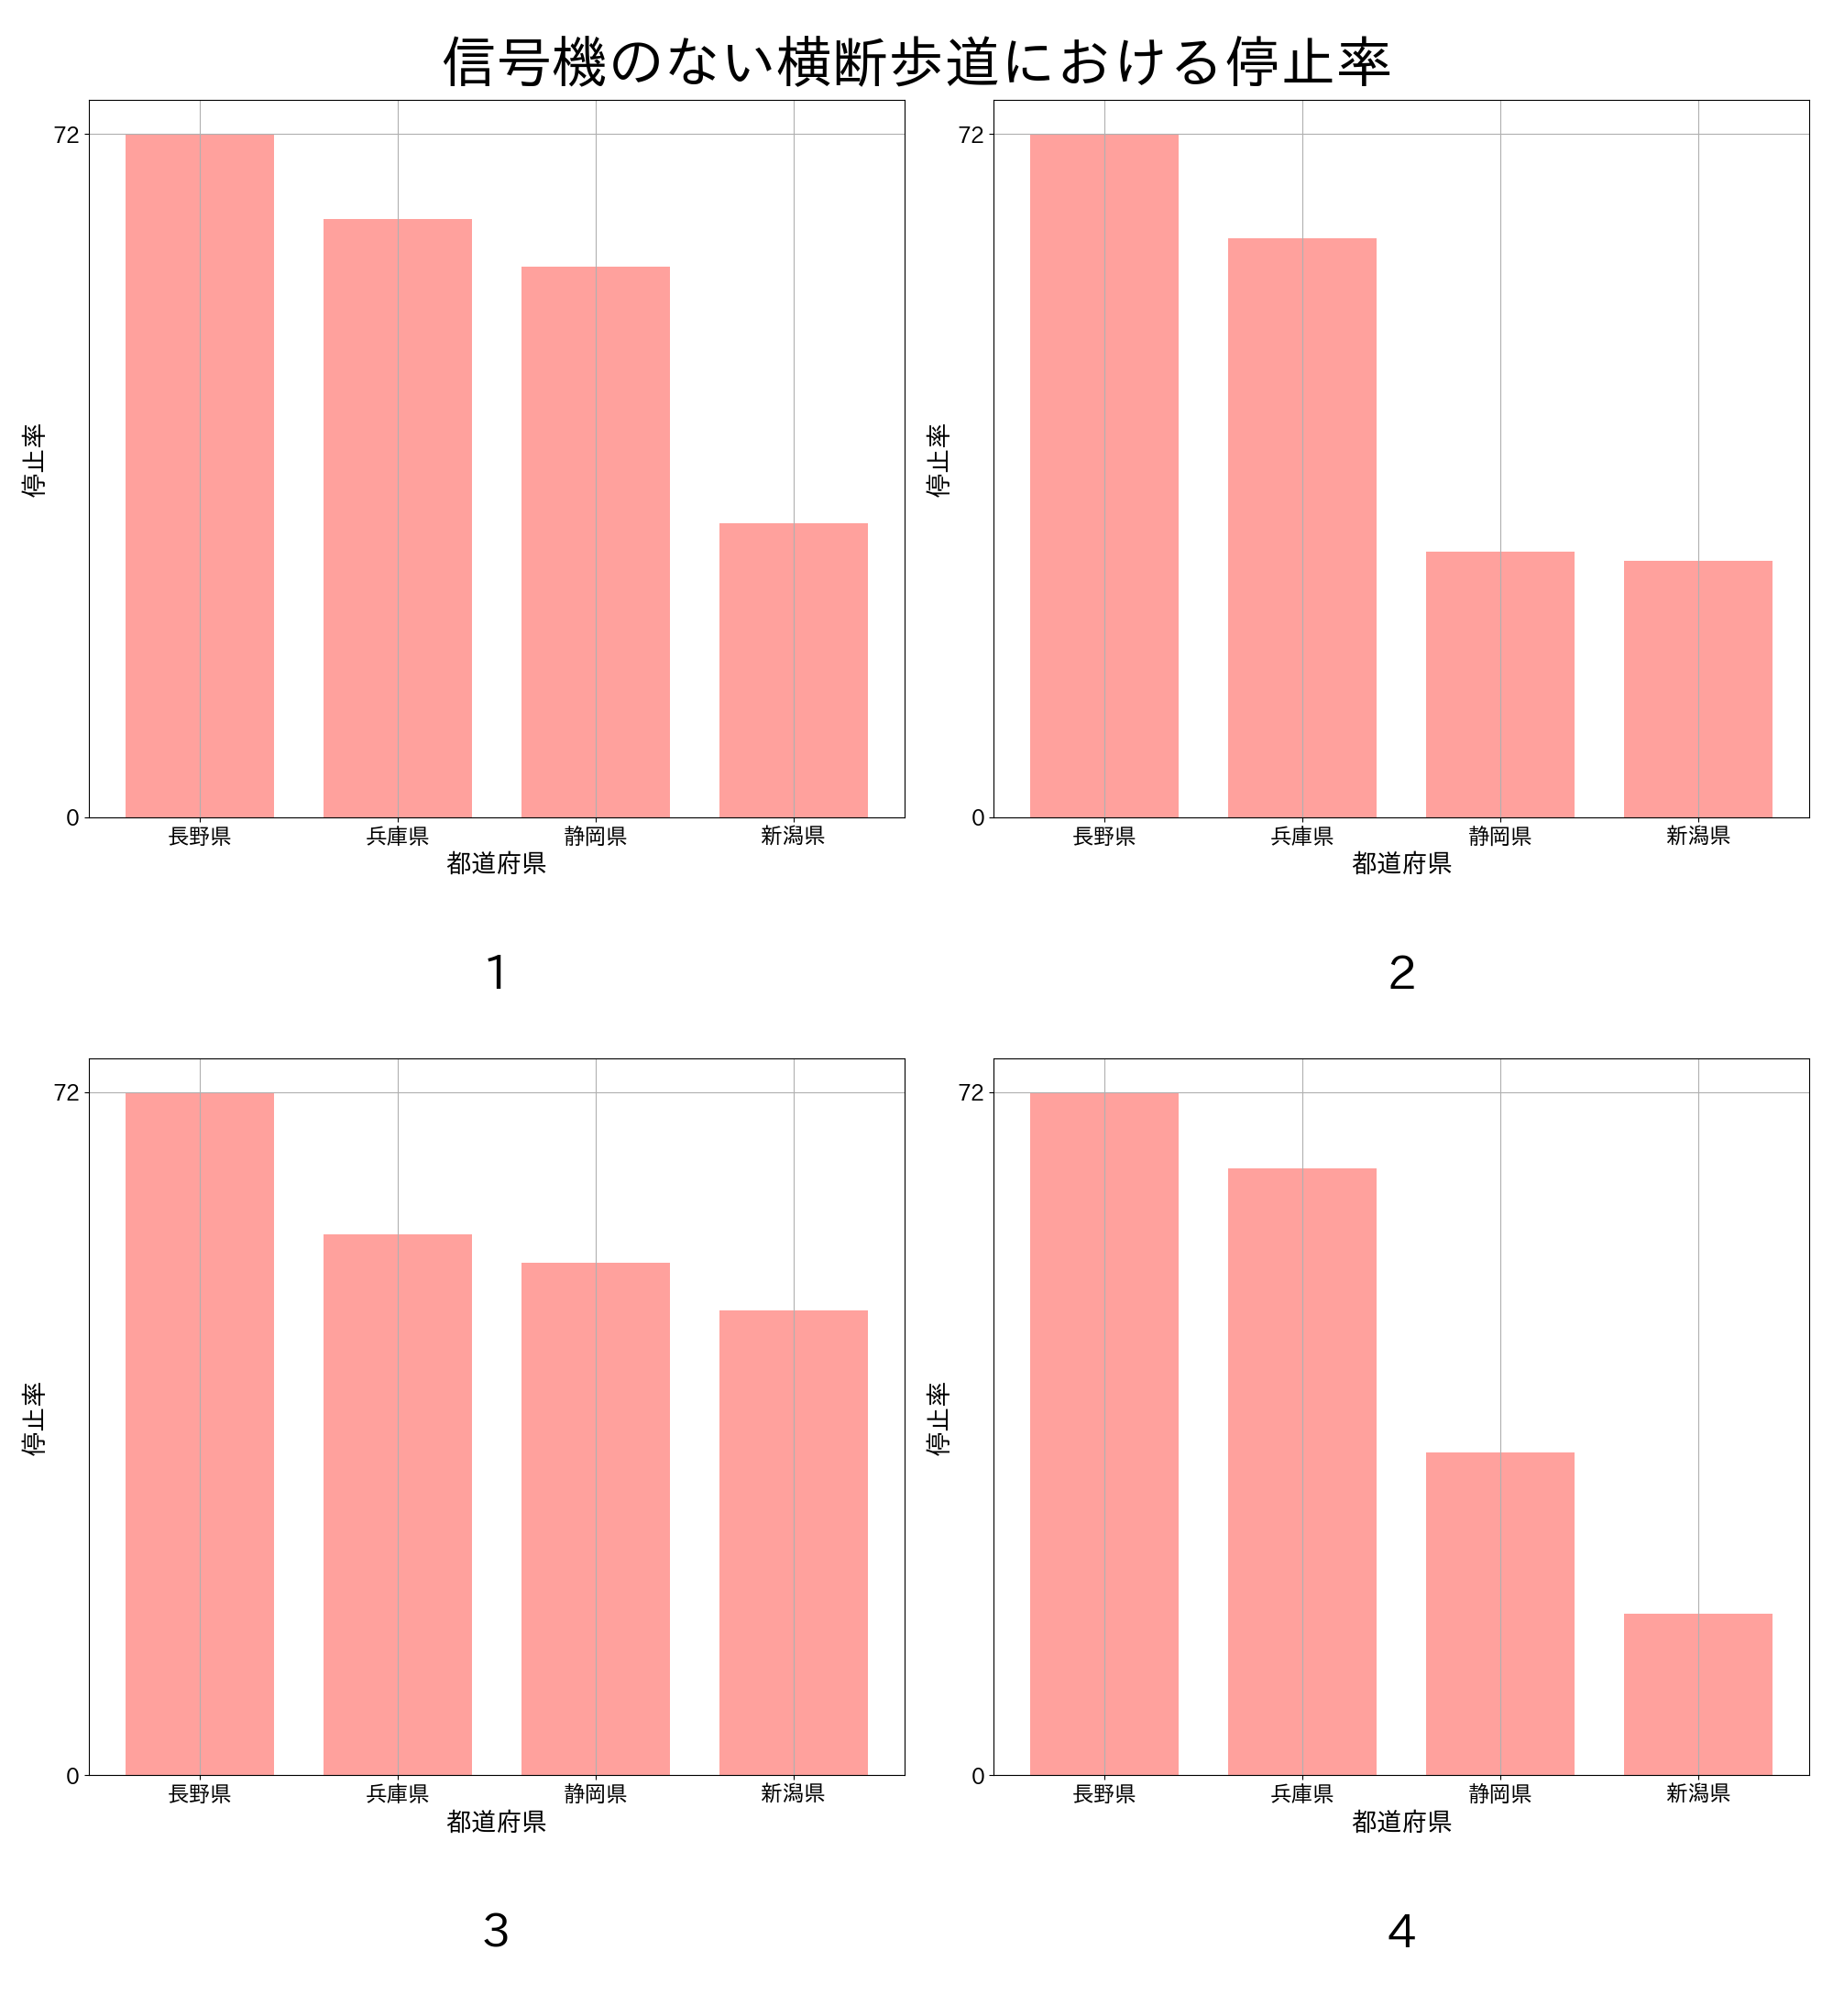 信号機のない横断歩道における停止率
72
停止率
0
長野県 兵庫県 静岡県 新潟県
都道府県
1
72
停止率
0
長野県 兵庫県 静岡県 新潟県
都道府県
2
72
停止率
0
長野県 兵庫県 静岡県 新潟県
都道府県
3
72
停止率
0
長野県 兵庫県 静岡県 新潟県
都道府県
4